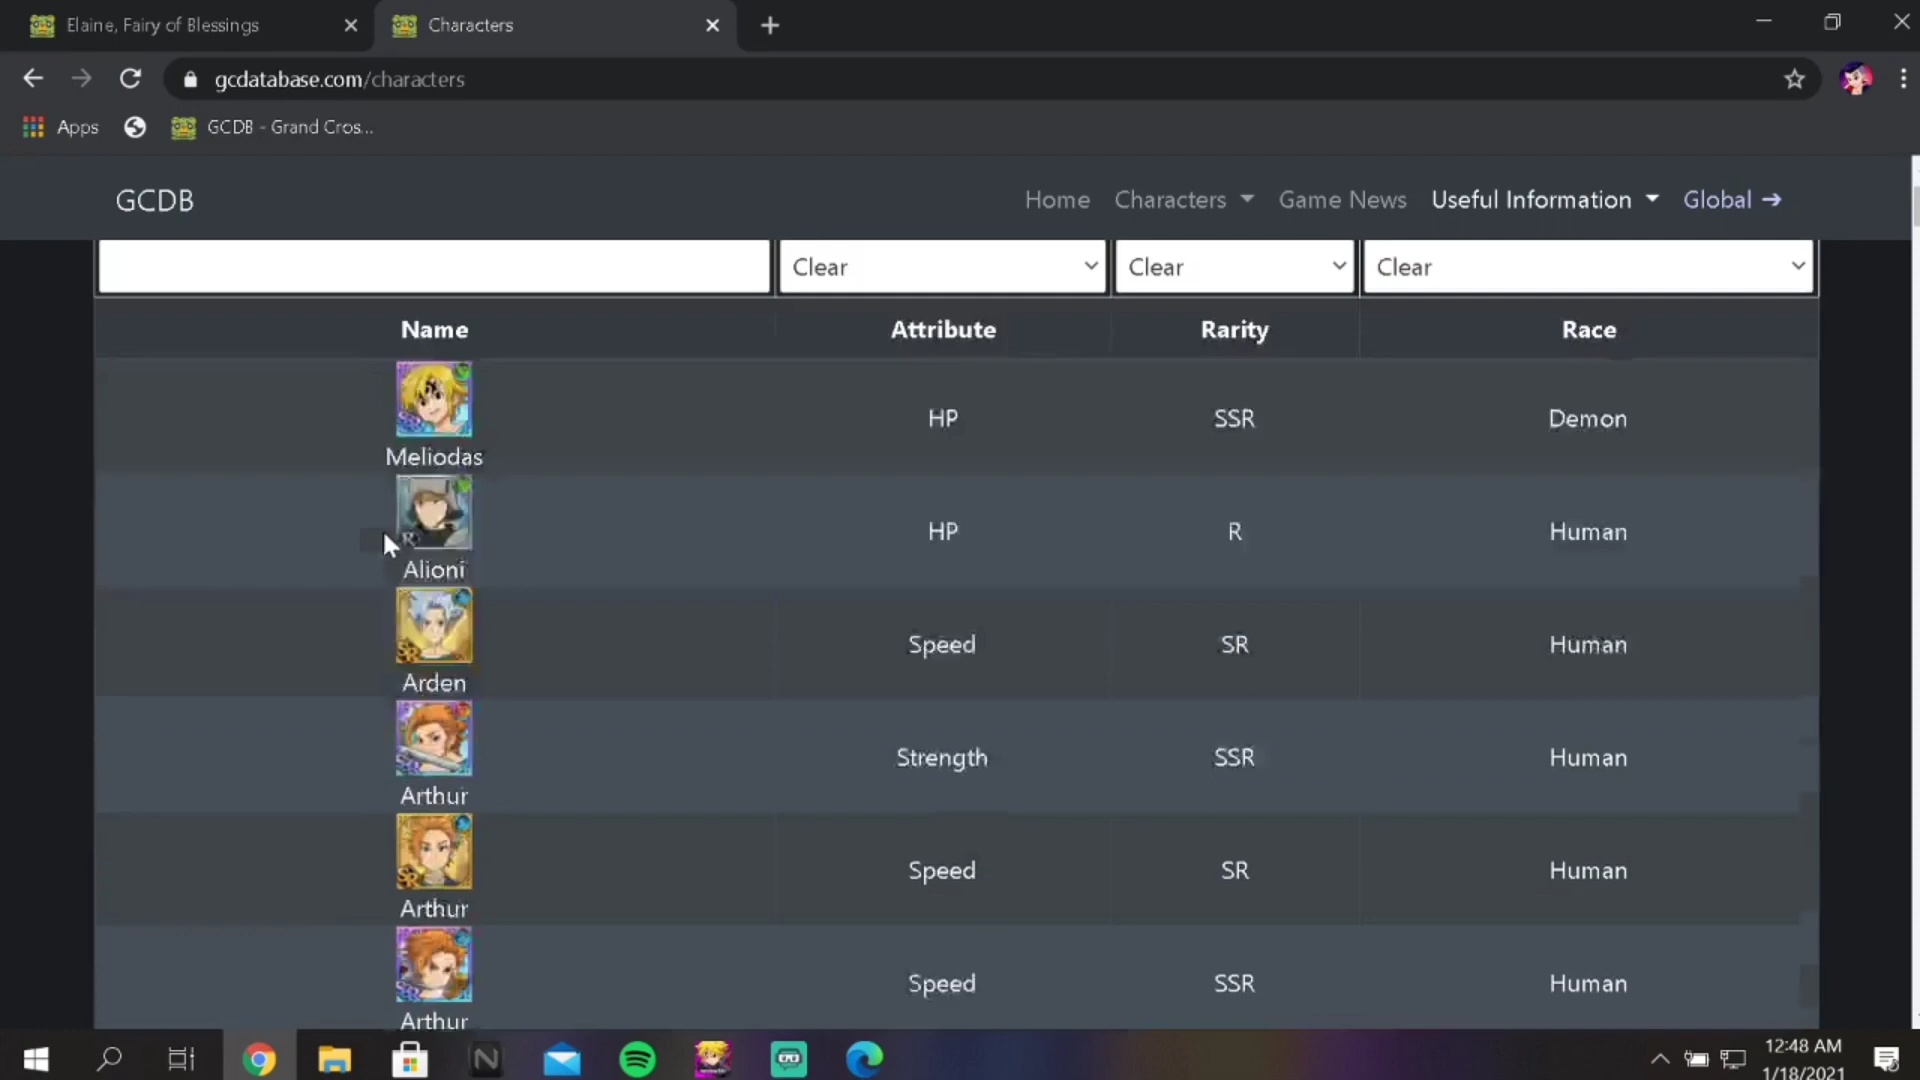 Elaine, Fairy of Blessings
Characters
gcdatabase.com/characters
Apps
GCDB - Grand Cros...
GCDB
Home Characters Game News Useful Information Global →
Clear Clear Clear
Name Attribute Rarity Race
Meliodas HP SSR Demon
Alioni HP R Human
Arden Speed SR Human
Arthur Strength SSR Human
Arthur Speed SR Human
Arthur Speed SSR Human
12:48 AM
1/18/2021